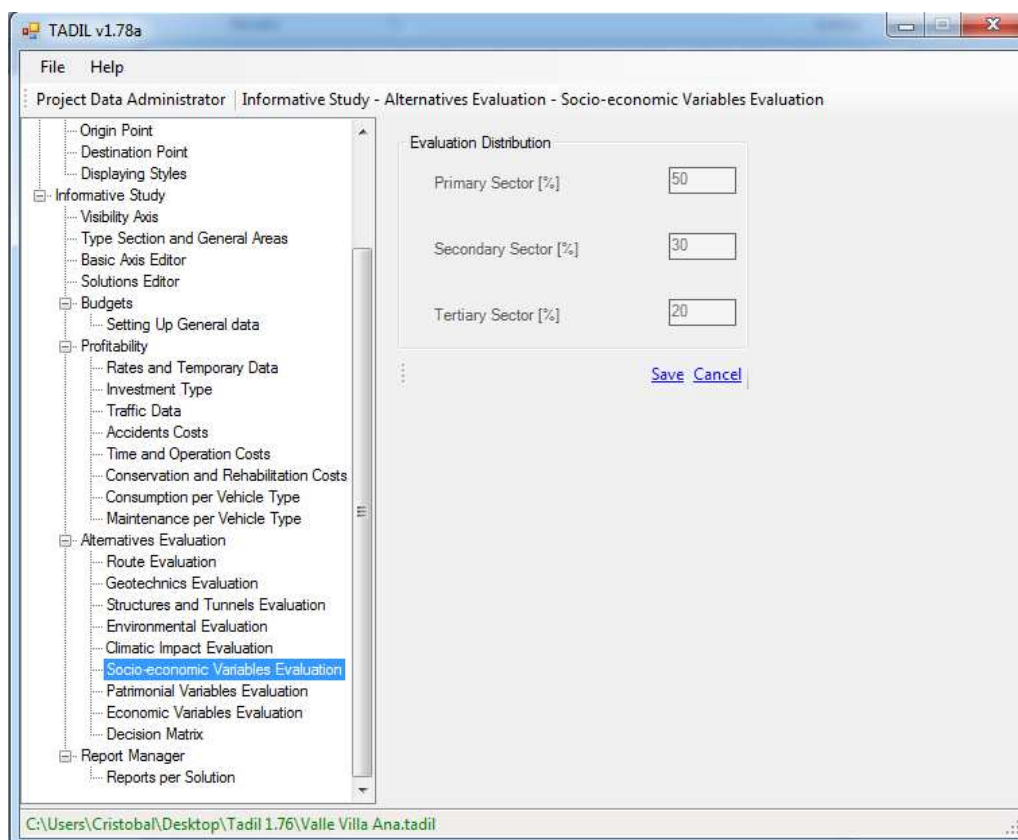 TADIL v1.78a
File Help
Project Data Administrator Informative Study - Alternatives Evaluation - Socio-economic Variables Evaluation
Origin Point
Destination Point
Displaying Styles
Informative Study
Visibility Axis
Type Section and General Areas
Basic Axis Editor
Solutions Editor
Budgets
Setting Up General data
Profitability
Rates and Temporary Data
Investment Type
Traffic Data
Accidents Costs
Time and Operation Costs
Conservation and Rehabilitation Costs
Consumption per Vehicle Type
Maintenance per Vehicle Type
Alternatives Evaluation
Route Evaluation
Geotechnics Evaluation
Structures and Tunnels Evaluation
Environmental Evaluation
Climatic Impact Evaluation
Socio-economic Variables Evaluation
Patrimonial Variables Evaluation
Economic Variables Evaluation
Decision Matrix
Report Manager
Reports per Solution
Evaluation Distribution
Primary Sector [%] 50
Secondary Sector [%] 30
Tertiary Sector [%] 20
Save Cancel
C:\Users\Cristobal\Desktop\Tadil 1.76\Valle Villa Ana.tadil